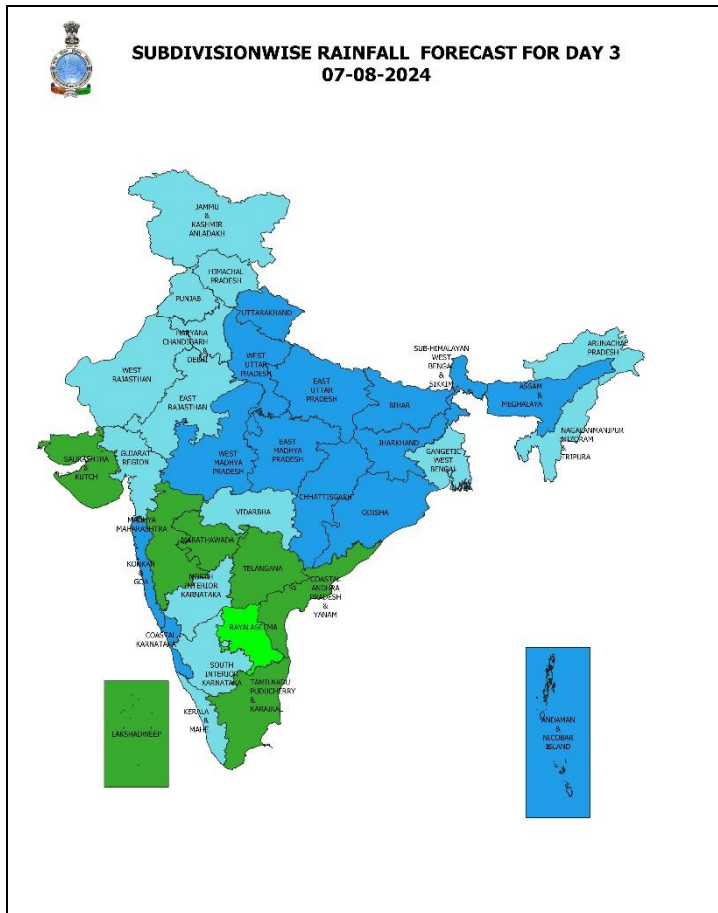 SUBDIVISIONWISE RAINFALL FORECAST FOR DAY 3
07-08-2024
JAMMU
&
KASHMIR
ANLADAKH
HIMACHAL
PRADESH
PUNJAB
UTTARAKHAND
HARYANA
CHANDIGARH
&
DELHI
WEST
UTTAR
PRADESH
SUB-HIMALAYAN
WEST
BENGAL
&
SIKKIM
ARUNACHAL
PRADESH
WEST
RAJASTHAN
EAST
RAJASTHAN
EAST
UTTAR
PRADESH
BIHAR
ASSAM
&
MEGHALAYA
NAGALANMANIPUR
MIZORAM
&
TRIPURA
SAURASHTRA
&
KUTCH
GUJARAT
REGION
WEST
MADHYA
PRADESH
EAST
MADHYA
PRADESH
JHARKHAND
GANGETIC
WEST
BENGAL
CHHATTISGARH
ODISHA
VIDARBHA
MADHYA
MAHARASHTRA
MARATHAWADA
TELANGANA
KONKAN
&
GOA
NORTH
INTERIOR
KARNATAKA
COASTAL
ANDHRA
PRADESH
&
YANAM
RAYALASEEMA
COASTAL
KARNATAKA
SOUTH
INTERIOR
KARNATAKA
TAMILNADU
PUDUCHERRY
&
KARAIKAL
KERALA
&
MAHE
LAKSHADWEEP
ANDAMAN
&
NICOBAR
ISLAND